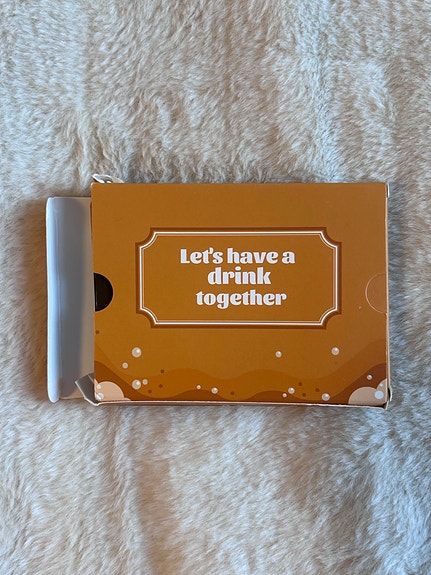 Let's have a
drink
together